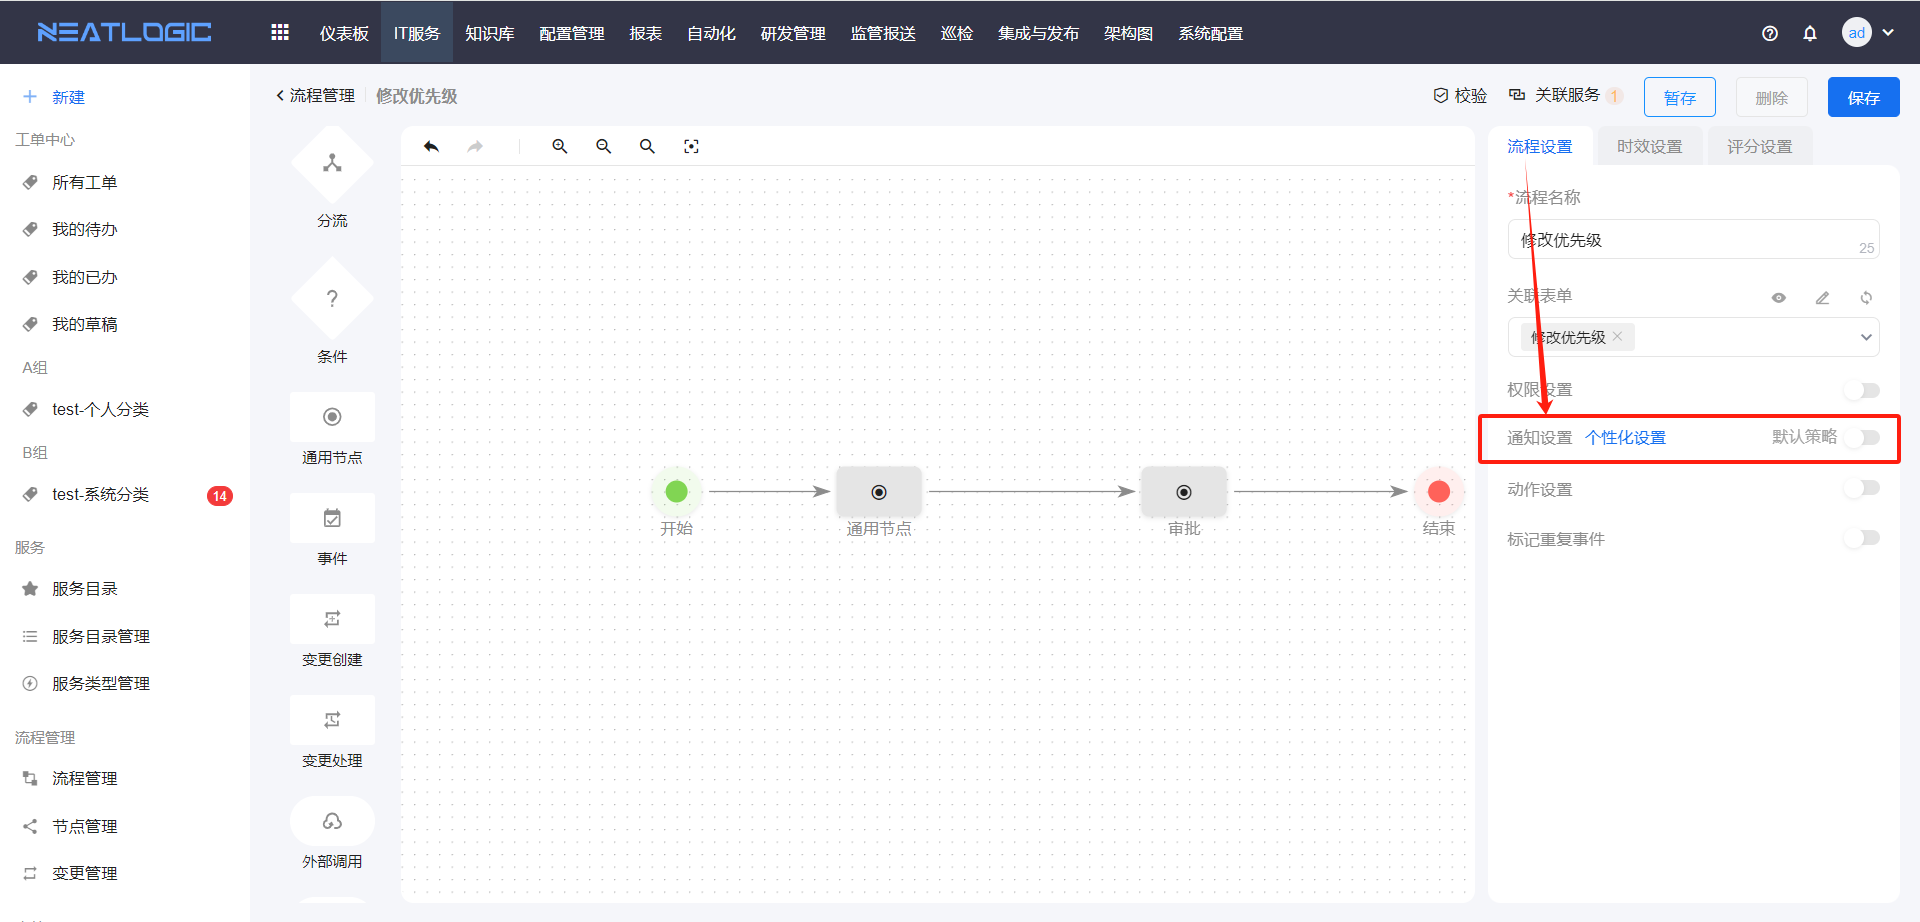 NEATLOGIC
仪表板
IT服务
知识库
配置管理
报表
自动化
研发管理
监管报送
巡检
集成与发布
架构图
系统配置
ad
新建
工单中心
所有工单
我的待办
我的已办
我的草稿
A组
test-个人分类
B组
test-系统分类
14
服务
服务目录
服务目录管理
服务类型管理
流程管理
流程管理
节点管理
变更管理
流程管理
修改优先级
校验
关联服务
1
暂存
删除
保存
分流
条件
通用节点
事件
变更创建
变更处理
外部调用
开始
通用节点
审批
结束
流程设置
时效设置
评分设置
*流程名称
修改优先级
25
关联表单
修改优先级
权限设置
通知设置
个性化设置
默认策略
动作设置
标记重复事件